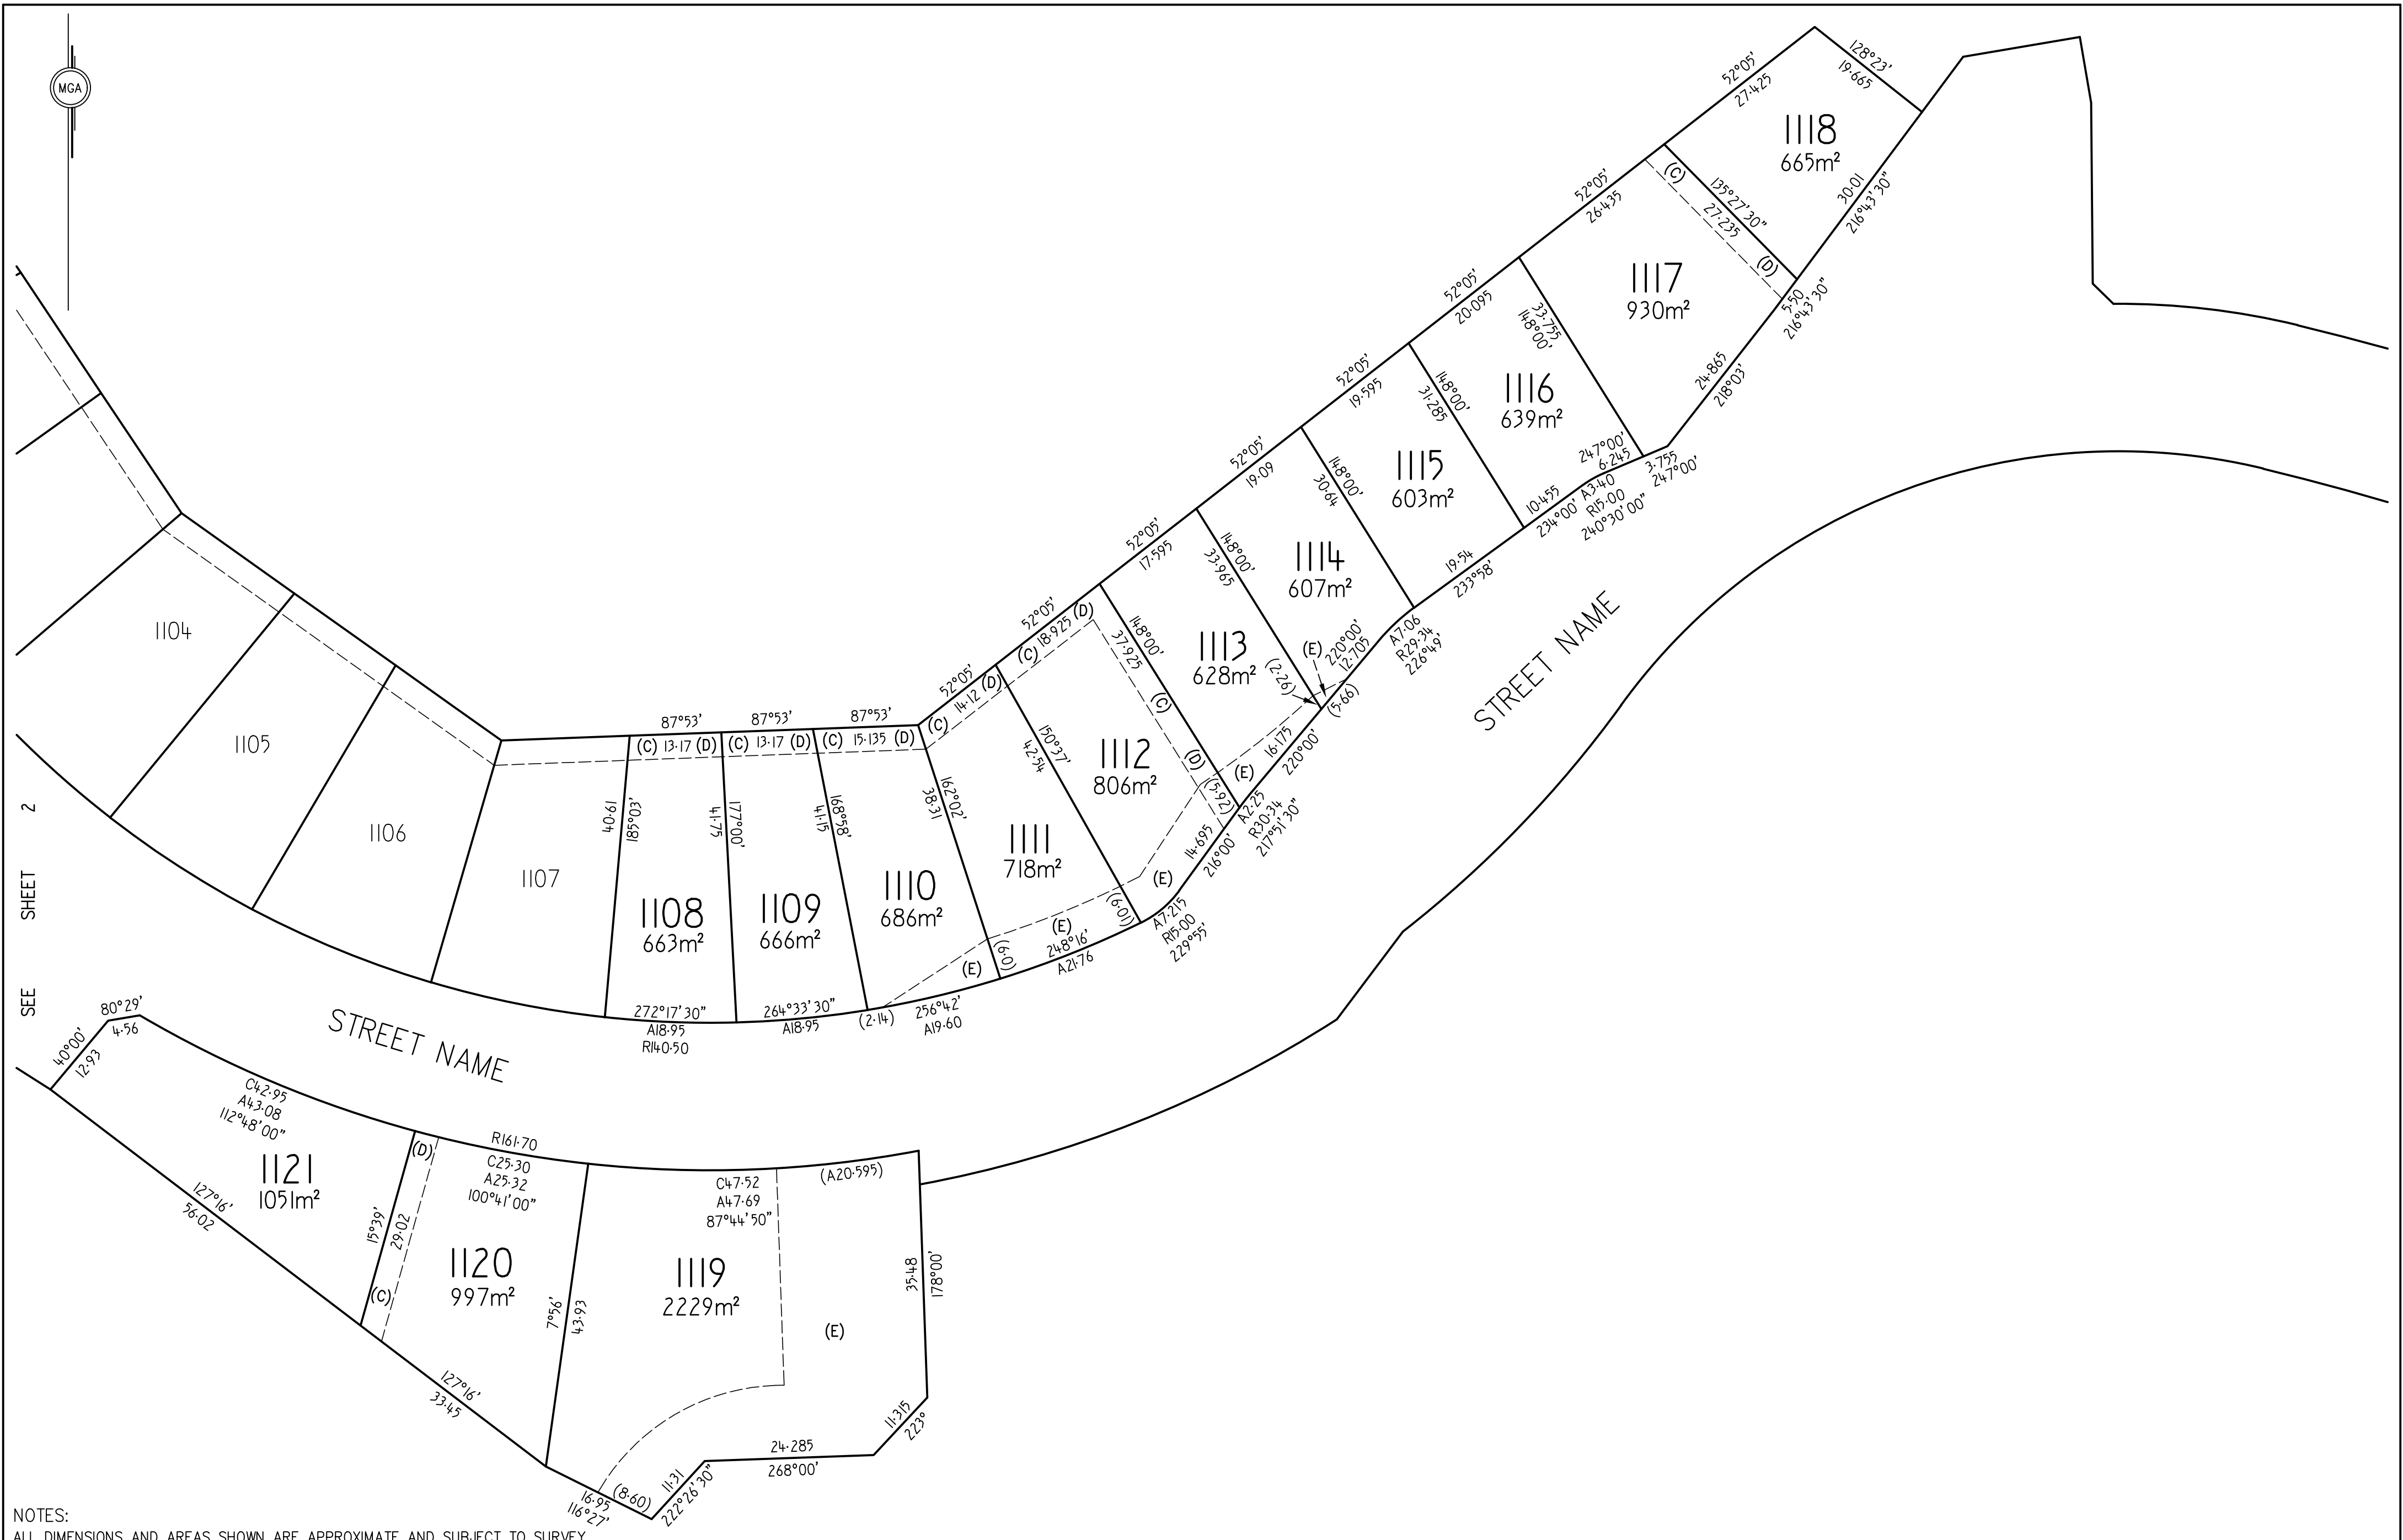 MGA
128°23'
19·665
52°05'
27·425
1118
665m²
30·01
216°43'30"
(C)
135°27'30"
27·235
(D)
52°05'
26·435
1117
930m²
5·50
216°43'30"
24·865
218°03'
52°05'
20·095
33·755
148°00'
1116
639m²
148°00'
31·285
247°00'
6·245
3·755
247°00'
10·455
234°00'
A3·40
R15·00
240°30'00"
52°05'
19·595
1115
603m²
148°00'
30·64
19·54
233°58'
52°05'
19·09
1114
607m²
148°00'
33·965
220°00'
12·705
A7·06
R29·34
226°49'
(E)
(2·26)
(5·66)
52°05'
17·595
1113
628m²
148°00'
37·925
(C)
(D)
(5·92)
(E)
16·175
220°00'
A2·25
R30·34
217°51'30"
52°05'
(C) 18·925 (D)
1112
806m²
14·695
216°00'
(E)
A7·215
R15·00
229°55'
STREET NAME
52°05'
(C) 14·12 (D)
150°37'
42·54
1111
718m²
(6·01)
(E)
248°16'
A21·76
87°53'
87°53'
87°53'
(C) 13·17 (D)
(C) 13·17 (D)
(C) 15·135 (D)
162°02'
38·31
1110
686m²
(6·0)
(E)
(2·14)
256°42'
A19·60
168°58'
41·15
1109
666m²
264°33'30"
A18·95
177°00'
41·75
1108
663m²
272°17'30"
A18·95
R140·50
40·61
185°03'
1104
1105
1106
1107
SEE SHEET 2
STREET NAME
80°29'
4·56
40°00'
12·93
C42·95
A43·08
112°48'00"
1121
1051m²
127°16'
56·02
(D)
15°39'
29·02
(C)
R161·70
C25·30
A25·32
100°41'00"
1120
997m²
127°16'
33·45
7°56'
43·93
C47·52
A47·69
87°44'50"
(A20·595)
1119
2229m²
(E)
35·48
178°00'
11·315
223°
24·285
268°00'
11·31
222°26'30"
(8·60)
16·95
116°27'
NOTES:
ALL DIMENSIONS AND AREAS SHOWN ARE APPROXIMATE AND SUBJECT TO SURVEY